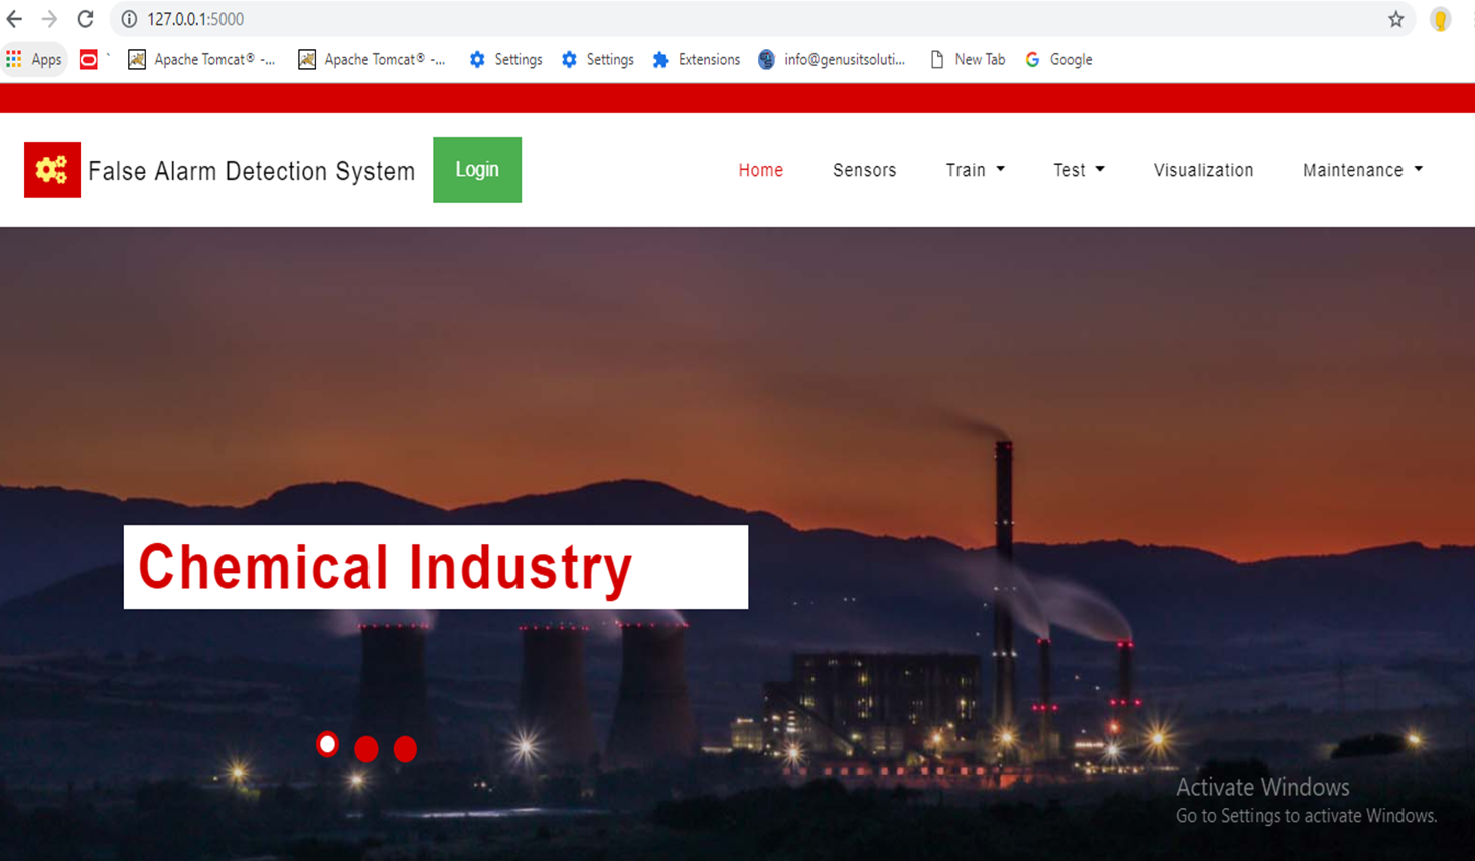 127.0.0.1:5000
Apps ` Apache Tomcat® -... Apache Tomcat® -... Settings Settings Extensions info@genusitsoluti... New Tab Google
False Alarm Detection System Login Home Sensors Train Test Visualization Maintenance
Chemical Industry
Activate Windows
Go to Settings to activate Windows.